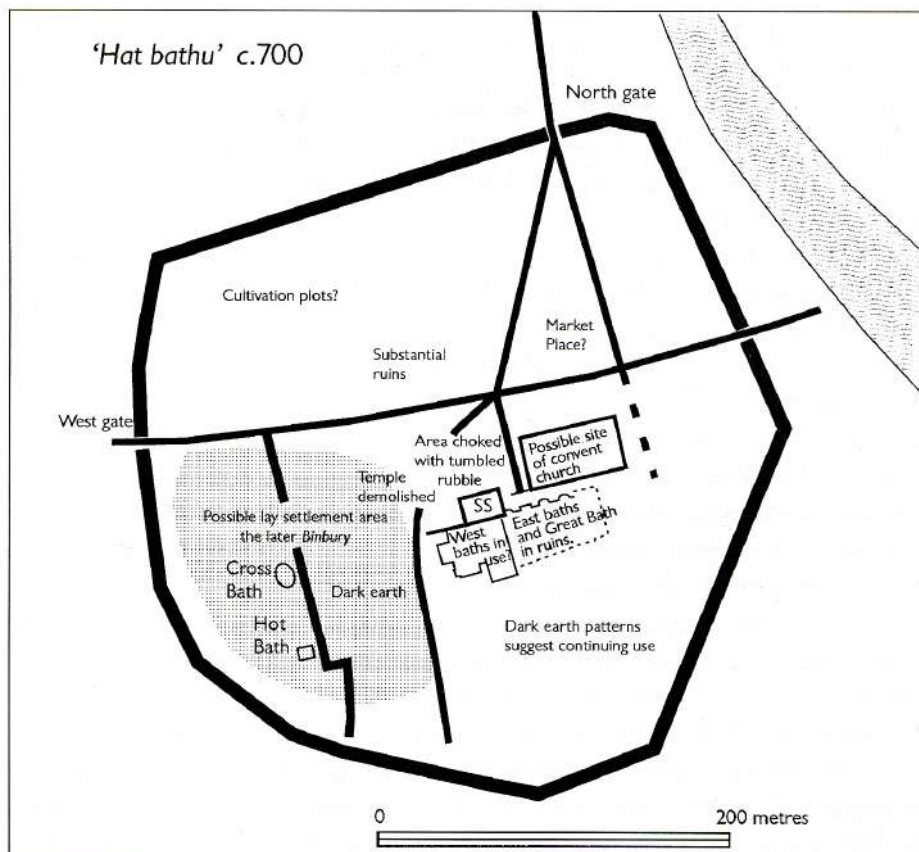 'Hat bathu' c.700
North gate
Cultivation plots?
Market
Place?
Substantial
ruins
West gate
Area choked
with tumbled
rubble
Possible site
of convent
church
Temple
demolished
SS
Possible lay settlement area
the later Binbury
West
baths in
use?
East baths
and Great Bath
in ruins.
Cross
Bath
Dark earth
Hot
Bath
Dark earth patterns
suggest continuing use
0
200 metres